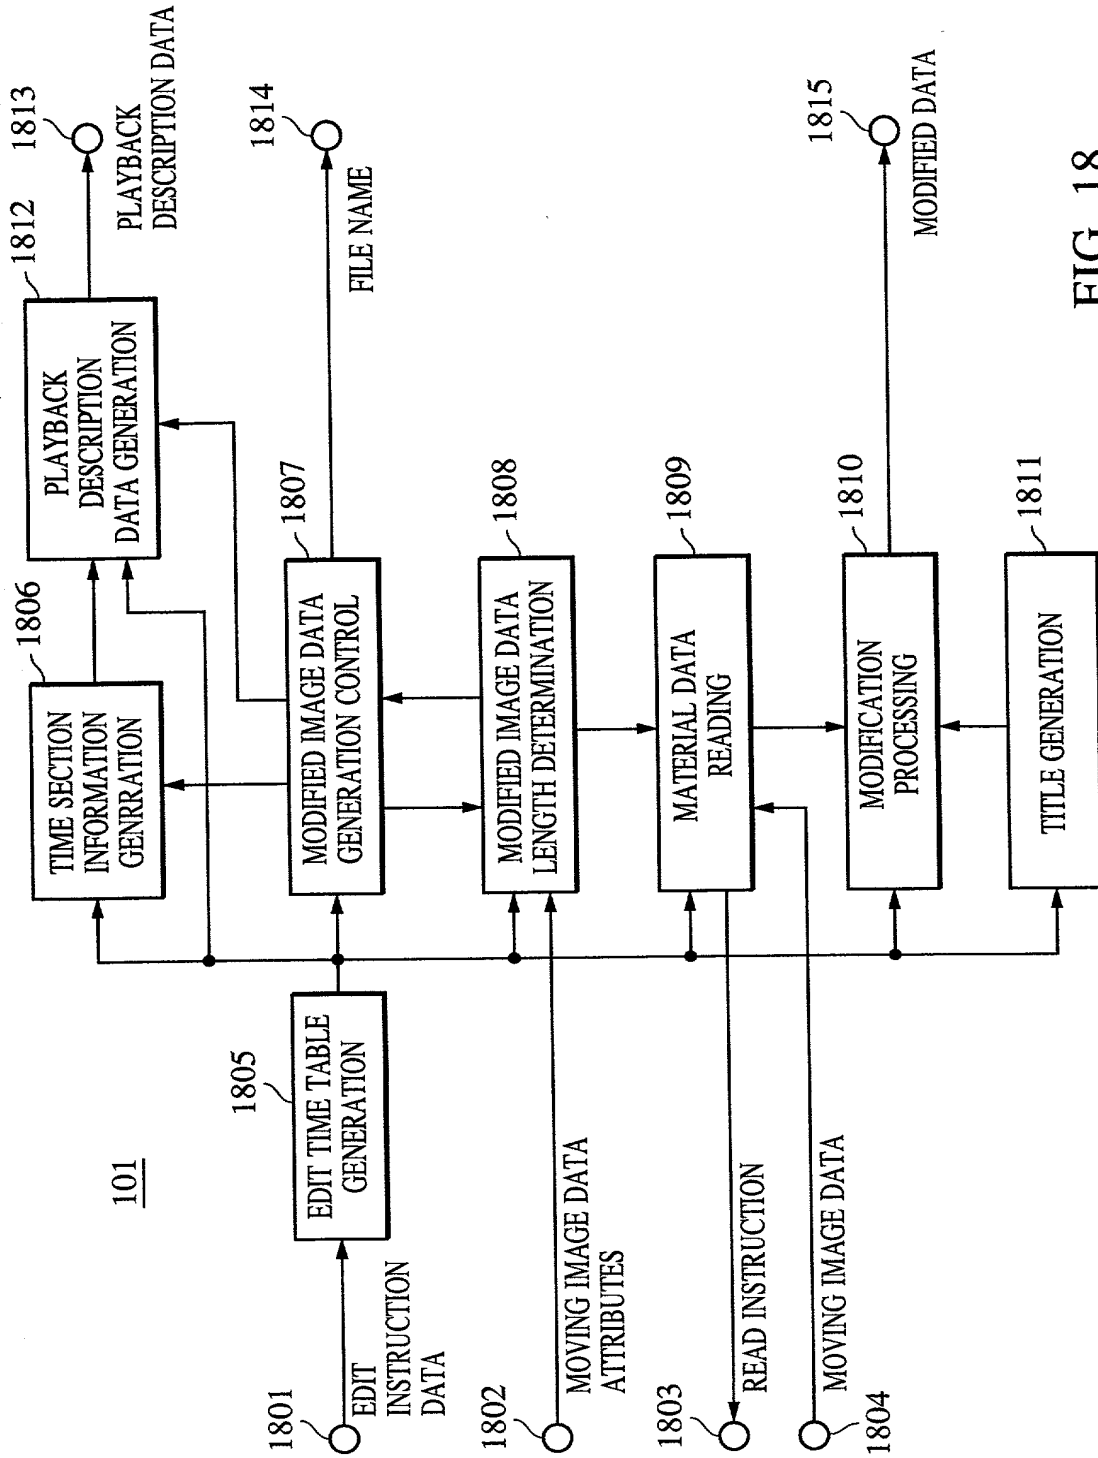 101
1801
EDIT
INSTRUCTION
DATA
1802
MOVING IMAGE DATA
ATTRIBUTES
1803
READ INSTRUCTION
MOVING IMAGE DATA
1804
1805
EDIT TIME TABLE
GENERATION
1806
TIME SECTION
INFORMATION
GENRRATION
1807
MODIFIED IMAGE DATA
GENERATION CONTROL
1808
MODIFIED IMAGE DATA
LENGTH DETERMINATION
1809
MATERIAL DATA
READING
1810
MODIFICATION
PROCESSING
1811
TITLE GENERATION
1812
PLAYBACK
DESCRIPTION
DATA GENERATION
1813
PLAYBACK
DESCRIPTION DATA
1814
FILE NAME
1815
MODIFIED DATA
FIG. 18